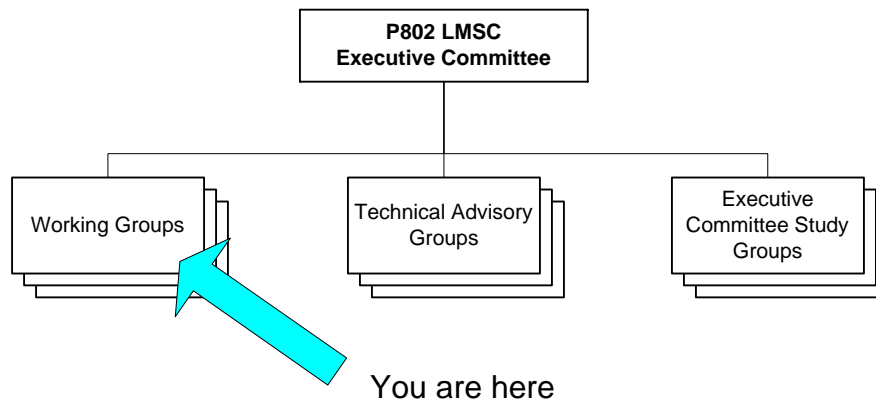 P802 LMSC
Executive Committee
Working Groups
Technical Advisory
Groups
Executive
Committee Study
Groups
You are here